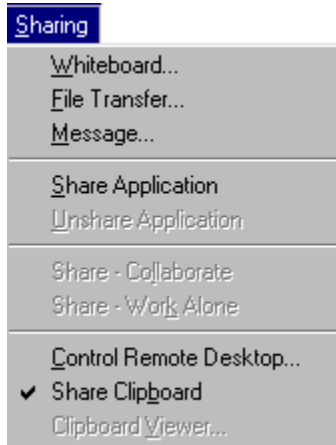 Sharing
Whiteboard...
File Transfer...
Message...
Share Application
Unshare Application
Share - Collaborate
Share - Work Alone
Control Remote Desktop...
Share Clipboard
Clipboard Viewer...